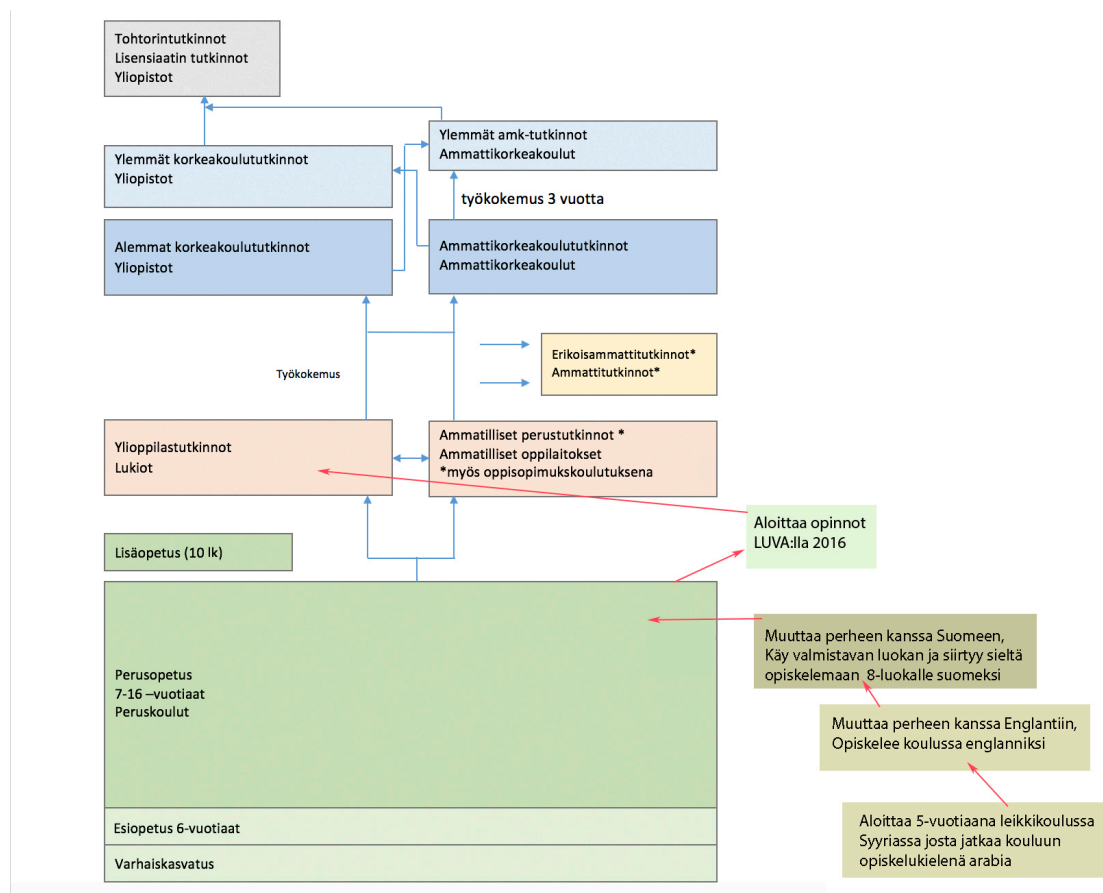 Tohtorintutkinnot
Lisensiaatin tutkinnot
Yliopistot
Ylemmät amk-tutkinnot
Ammattikorkeakoulut
Ylemmät korkeakoulututkinnot
Yliopistot
työkokemus 3 vuotta
Alemmat korkeakoulututkinnot
Yliopistot
Ammattikorkeakoulututkinnot
Ammattikorkeakoulut
Erikoisammattitutkinnot*
Ammattitutkinnot*
Työkokemus
Ylioppilastutkinnot
Lukiot
Ammatilliset perustutkinnot *
Ammatilliset oppilaitokset
*myös oppisopimukskoulutuksena
Aloittaa opinnot
LUVA:lla 2016
Lisäopetus (10 lk)
Muuttaa perheen kanssa Suomeen,
Käy valmistavan luokan ja siirtyy sieltä
opiskelemaan 8-luokalle suomeksi
Perusopetus
7-16 –vuotiaat
Peruskoulut
Muuttaa perheen kanssa Englantiin,
Opiskelee koulussa englanniksi
Aloittaa 5-vuotiaana leikkikoulussa
Syyriassa josta jatkaa kouluun
opiskelukielenä arabia
Esiopetus 6-vuotiaat
Varhaiskasvatus